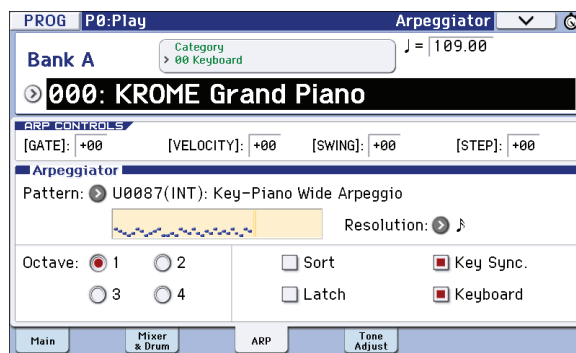 PROG P0:Play Arpeggiator
Bank A
Category
00 Keyboard
♩= 109.00
000: KROME Grand Piano
ARP CONTROLS
[GATE]: +00 [VELOCITY]: +00 [SWING]: +00 [STEP]: +00
Arpeggiator
Pattern: U0087(INT): Key-Piano Wide Arpeggio
Resolution: ♪
Octave: 1 2 Sort Key Sync.
3 4 Latch Keyboard
Main Mixer & Drum ARP Tone Adjust